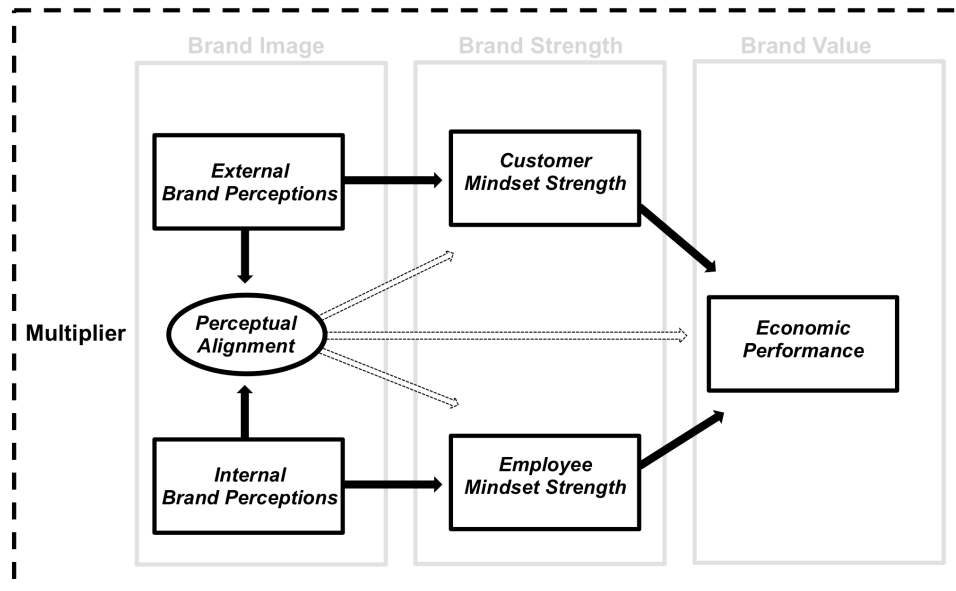 Brand Image
Brand Strength
Brand Value
External
Brand Perceptions
Customer
Mindset Strength
Multiplier
Perceptual
Alignment
Economic
Performance
Internal
Brand Perceptions
Employee
Mindset Strength